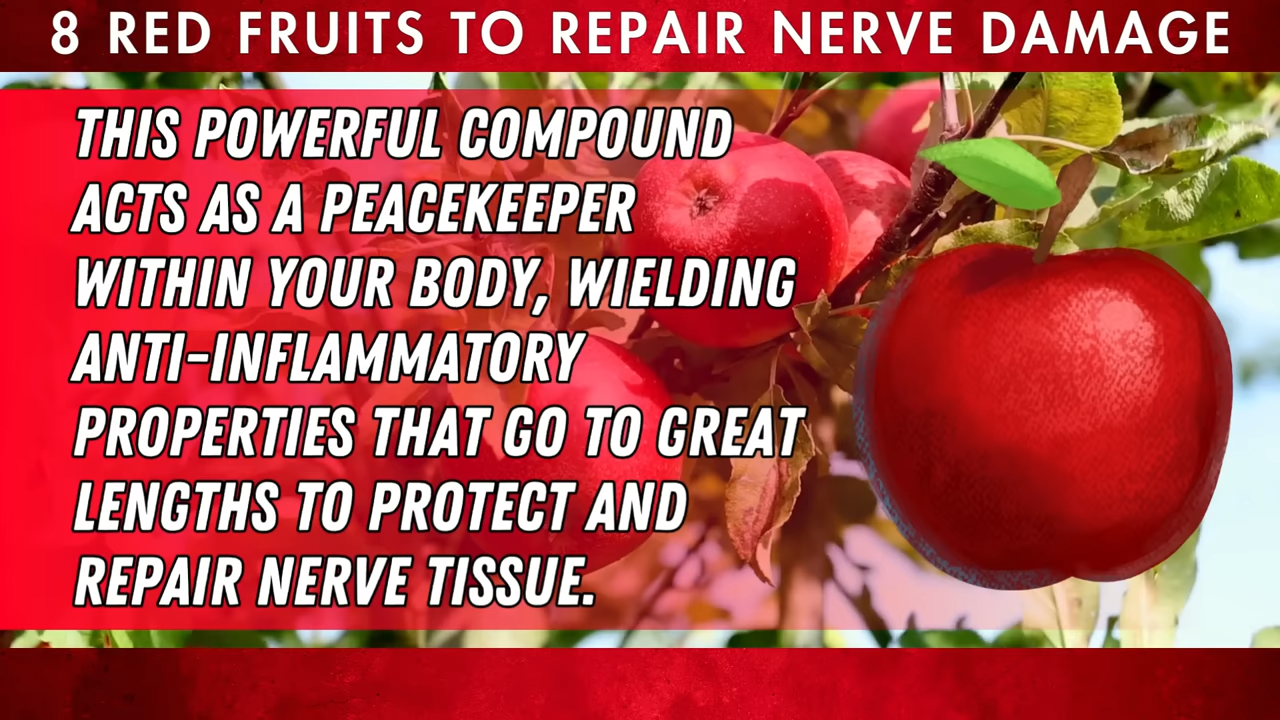 8 RED FRUITS TO REPAIR NERVE DAMAGE
THIS POWERFUL COMPOUND
ACTS AS A PEACEKEEPER
WITHIN YOUR BODY, WIELDING
ANTI-INFLAMMATORY
PROPERTIES THAT GO TO GREAT
LENGTHS TO PROTECT AND
REPAIR NERVE TISSUE.